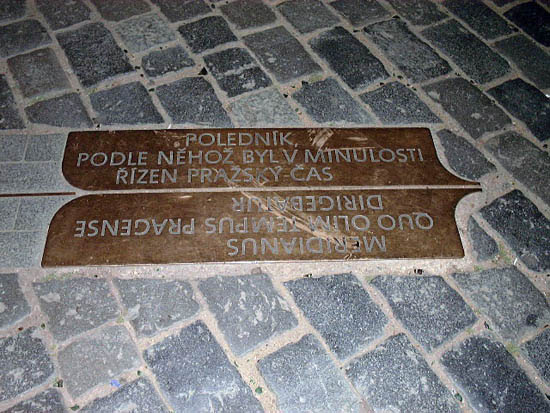 POLEDNÍK,
PODLE NĚHOŽ BYL V MINULOSTI
ŘÍZEN PRAŽSKÝ ČAS
MERIDIANUS
QUO OLIM TEMPUS PRAGENSE
DIRIGEBATUR